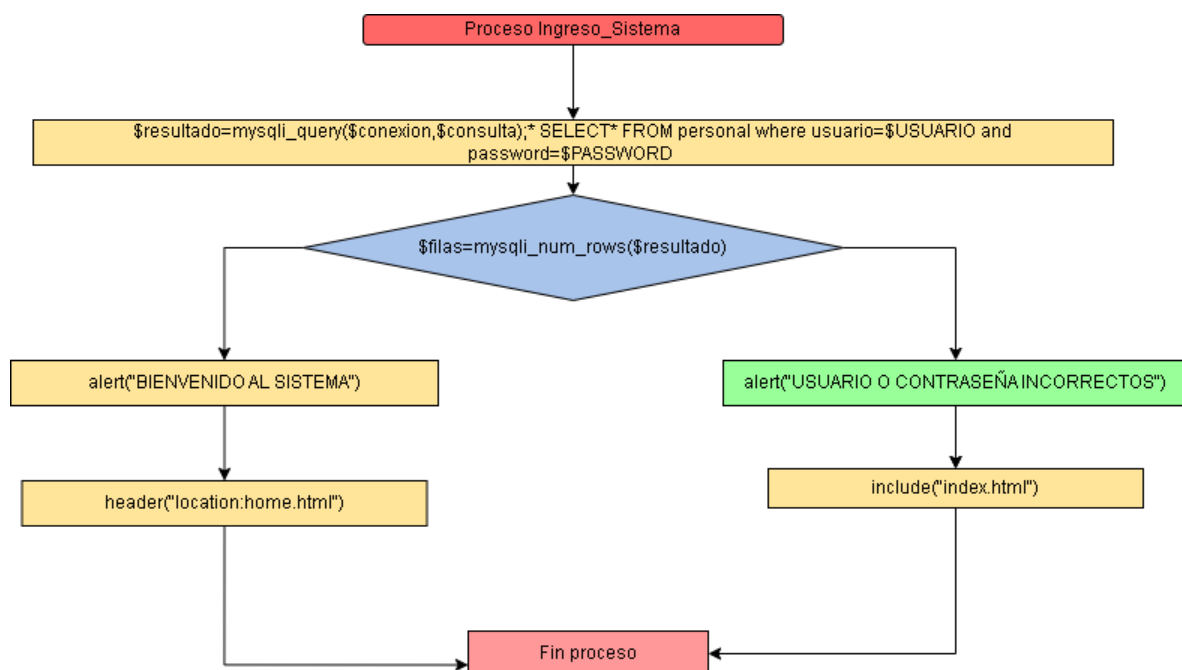 Proceso Ingreso_Sistema
$resultado=mysqli_query($conexion,$consulta);* SELECT* FROM personal where usuario=$USUARIO and
password=$PASSWORD
$filas=mysqli_num_rows($resultado)
alert("BIENVENIDO AL SISTEMA")
alert("USUARIO O CONTRASEÑA INCORRECTOS")
header("location:home.html")
include("index.html")
Fin proceso